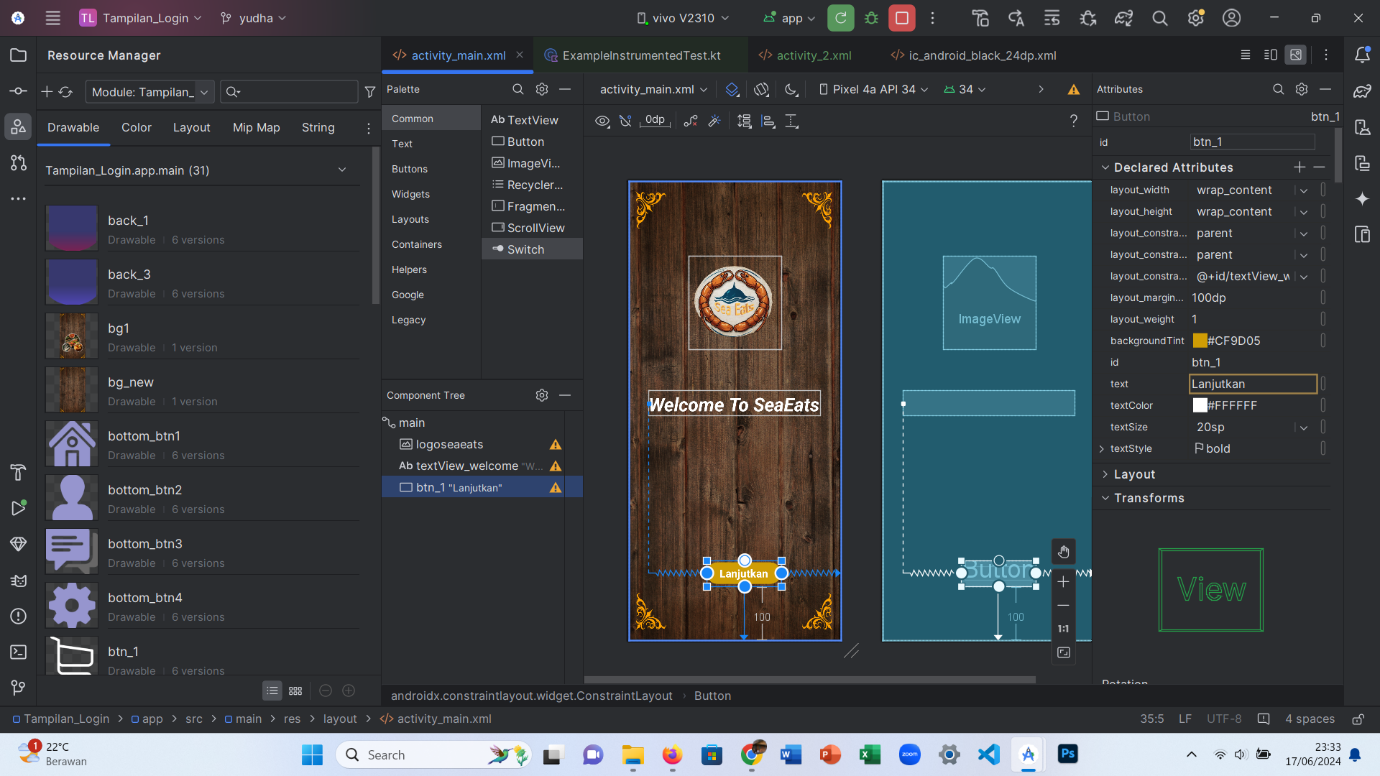 TL Tampilan_Login
yudha
vivo V2310
app
Resource Manager
activity_main.xml
ExampleInstrumentedTest.kt
activity_2.xml
ic_android_black_24dp.xml
Module: Tampilan_
Drawable
Color
Layout
Mip Map
String
Tampilan_Login.app.main (31)
back_1
Drawable | 6 versions
back_3
Drawable | 6 versions
bg1
Drawable | 1 version
bg_new
Drawable | 1 version
bottom_btn1
Drawable | 6 versions
bottom_btn2
Drawable | 6 versions
bottom_btn3
Drawable | 6 versions
bottom_btn4
Drawable | 6 versions
btn_1
Drawable | 6 versions
Palette
Common
Text
Buttons
Widgets
Layouts
Containers
Helpers
Google
Legacy
Ab TextView
Button
ImageVi...
Recycler...
Fragmen...
ScrollView
Switch
Component Tree
main
logoseaeats
Ab textView_welcome "W...
btn_1 "Lanjutkan"
activity_main.xml
Pixel 4a API 34
34
0dp
?
Sea Eats
Welcome To SeaEats
Lanjutkan
100
ImageView
Button
100
1:1
Attributes
Button
btn_1
id
btn_1
Declared Attributes
layout_width wrap_content
layout_height wrap_content
layout_constra... parent
layout_constra... parent
layout_constra... @+id/textView_w
layout_margin... 100dp
layout_weight 1
backgroundTint #CF9D05
id btn_1
text Lanjutkan
textColor #FFFFFF
textSize 20sp
textStyle bold
Layout
Transforms
View
Rotation
androidx.constraintlayout.widget.ConstraintLayout > Button
Tampilan_Login > app > src > main > res > layout > activity_main.xml
35:5 LF UTF-8 4 spaces
1
22°C
Berawan
Search
zoom
Ps
23:33
17/06/2024